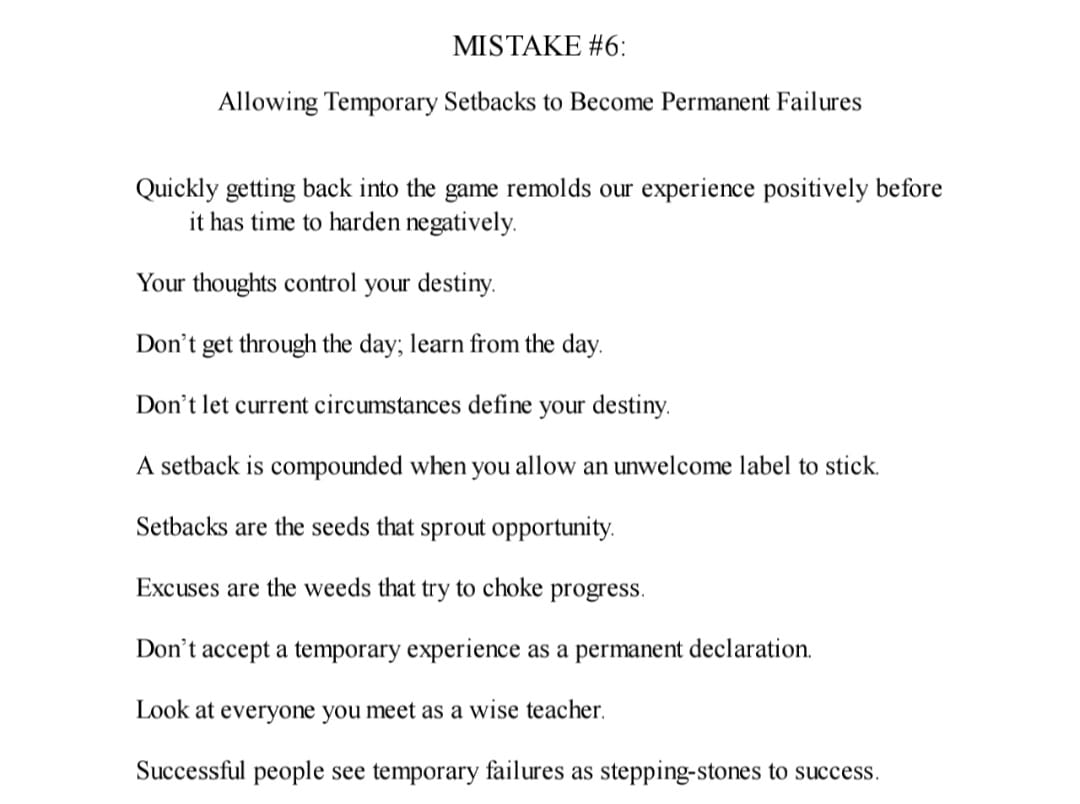 MISTAKE #6:
Allowing Temporary Setbacks to Become Permanent Failures
Quickly getting back into the game remolds our experience positively before
it has time to harden negatively.
Your thoughts control your destiny.
Don’t get through the day; learn from the day.
Don’t let current circumstances define your destiny.
A setback is compounded when you allow an unwelcome label to stick.
Setbacks are the seeds that sprout opportunity.
Excuses are the weeds that try to choke progress.
Don’t accept a temporary experience as a permanent declaration.
Look at everyone you meet as a wise teacher.
Successful people see temporary failures as stepping-stones to success.